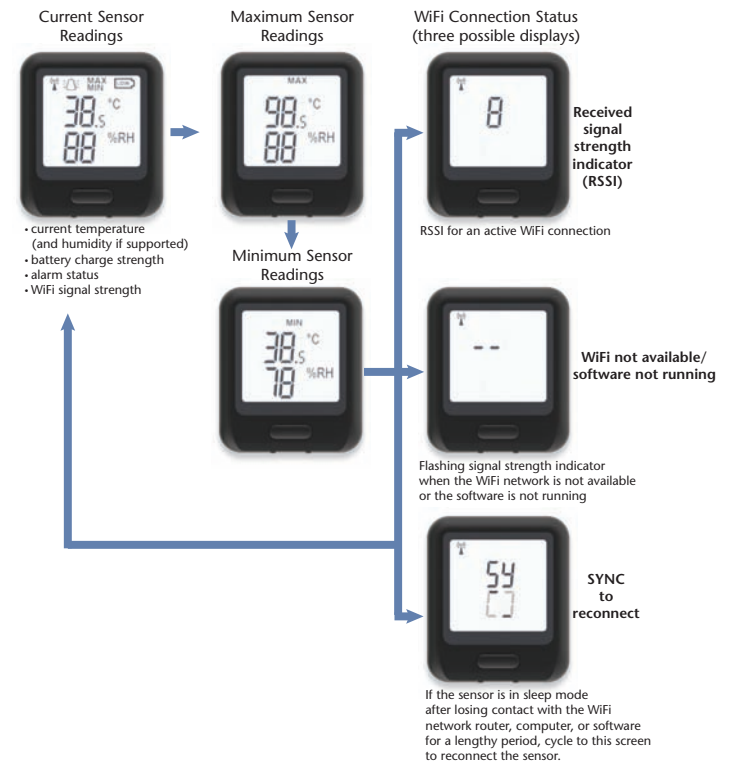 Current Sensor
Readings
Maximum Sensor
Readings
WiFi Connection Status
(three possible displays)
MAX
MIN
LOW
38.5 °C
88 %RH
• current temperature
(and humidity if supported)
• battery charge strength
• alarm status
• WiFi signal strength
MAX
98.5 °C
88 %RH
8
Received
signal
strength
indicator
(RSSI)
RSSI for an active WiFi connection
Minimum Sensor
Readings
MIN
38.5 °C
78 %RH
--
WiFi not available/
software not running
Flashing signal strength indicator
when the WiFi network is not available
or the software is not running
SY
SYNC
to
reconnect
If the sensor is in sleep mode
after losing contact with the WiFi
network router, computer, or software
for a lengthy period, cycle to this screen
to reconnect the sensor.